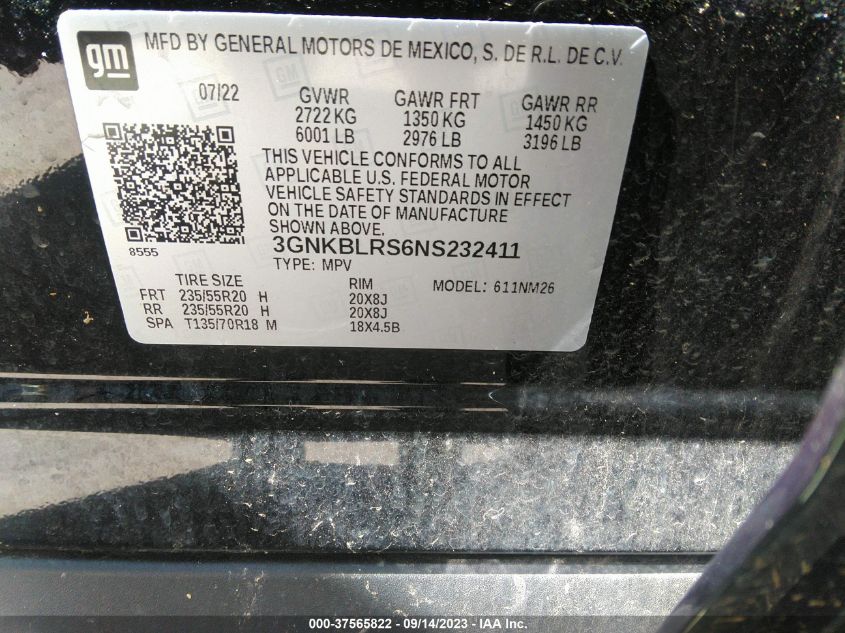 gm
MFD BY GENERAL MOTORS DE MEXICO, S. DE R.L. DE C.V.
07/22 GVWR GAWR FRT GAWR RR
2722 KG 1350 KG 1450 KG
6001 LB 2976 LB 3196 LB
THIS VEHICLE CONFORMS TO ALL
APPLICABLE U.S. FEDERAL MOTOR
VEHICLE SAFETY STANDARDS IN EFFECT
ON THE DATE OF MANUFACTURE
SHOWN ABOVE.
8555
3GNKBLRS6NS232411
TYPE: MPV
TIRE SIZE RIM MODEL: 611NM26
FRT 235/55R20 H 20X8J
RR 235/55R20 H 20X8J
SPA T135/70R18 M 18X4.5B
000-37565822 - 09/14/2023 - IAA Inc.